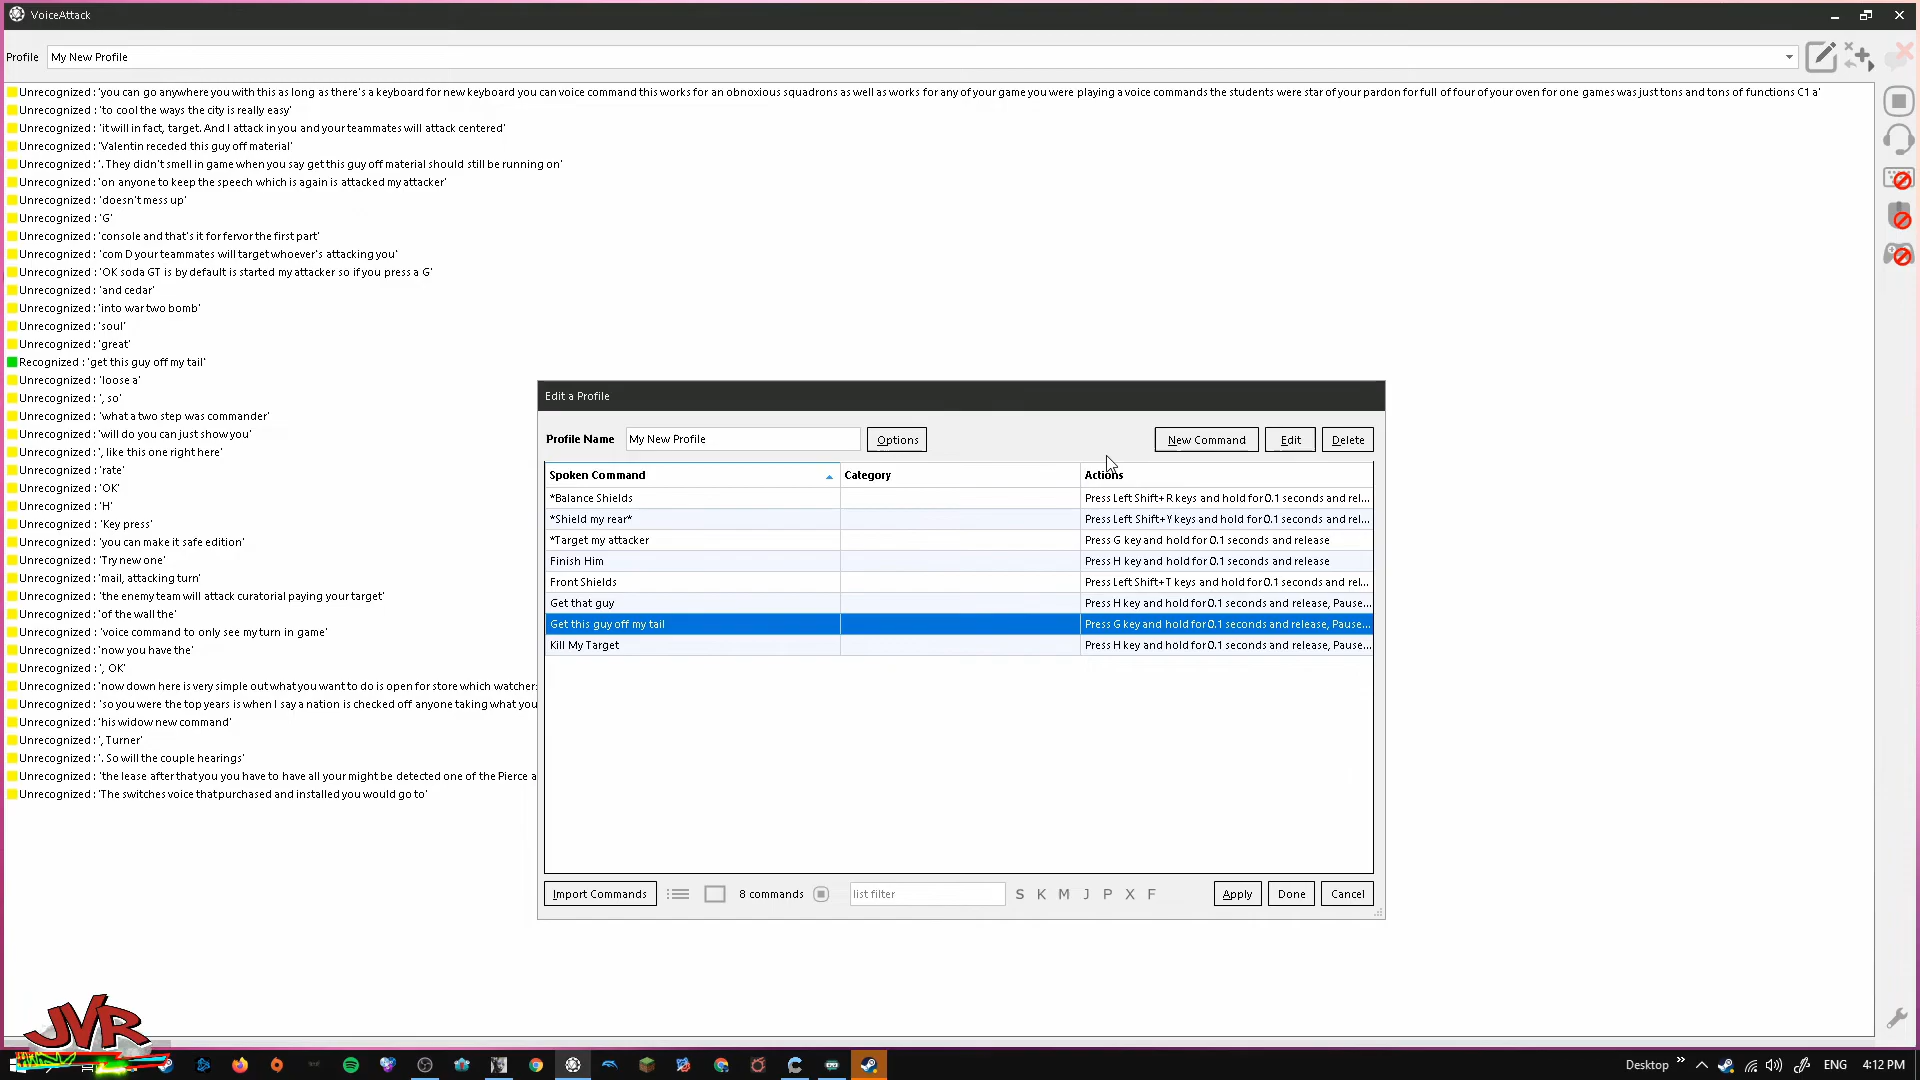 VoiceAttack
Profile My New Profile
Unrecognized : 'you can go anywhere you with this as long as there's a keyboard for new keyboard you can voice command this works for an obnoxious squadrons as well as works for any of your game you were playing a voice commands the students were star of your pardon for full of four of your oven for one games was just tons and tons of functions C1 a'
Unrecognized : 'to cool the ways the city is really easy'
Unrecognized : 'it will in fact, target. And I attack in you and your teammates will attack centered'
Unrecognized : 'Valentin receded this guy off material'
Unrecognized : '. They didn't smell in game when you say get this guy off material should still be running on'
Unrecognized : 'on anyone to keep the speech which is again is attacked my attacker'
Unrecognized : 'doesn't mess up'
Unrecognized : 'G'
Unrecognized : 'console and that's it for fervor the first part'
Unrecognized : 'com D your teammates will target whoever's attacking you'
Unrecognized : 'OK soda GT is by default is started my attacker so if you press a G'
Unrecognized : 'and cedar'
Unrecognized : 'into war two bomb'
Unrecognized : 'soul'
Unrecognized : 'great'
Recognized : 'get this guy off my tail'
Unrecognized : 'loose a'
Unrecognized : ', so'
Unrecognized : 'what a two step was commander'
Unrecognized : 'will do you can just show you'
Unrecognized : ', like this one right here'
Unrecognized : 'rate'
Unrecognized : 'OK'
Unrecognized : 'H'
Unrecognized : 'Key press'
Unrecognized : 'you can make it safe edition'
Unrecognized : 'Try new one'
Unrecognized : 'mail, attacking turn'
Unrecognized : 'the enemy team will attack curatorial paying your target'
Unrecognized : 'of the wall the'
Unrecognized : 'voice command to only see my turn in game'
Unrecognized : 'now you have the'
Unrecognized : ', OK'
Unrecognized : 'now down here is very simple out what you want to do is open for store which watcher
Unrecognized : 'so you were the top years is when I say a nation is checked off anyone taking what you
Unrecognized : 'his widow new command'
Unrecognized : ', Turner'
Unrecognized : '. So will the couple hearings'
Unrecognized : 'the lease after that you you have to have all your might be detected one of the Pierce a
Unrecognized : 'The switches voice that purchased and installed you would go to'
Edit a Profile
Profile Name My New Profile Options New Command Edit Delete
Spoken Command Category Actions
*Balance Shields Press Left Shift+R keys and hold for 0.1 seconds and rel...
*Shield my rear* Press Left Shift+Y keys and hold for 0.1 seconds and rel...
*Target my attacker Press G key and hold for 0.1 seconds and release
Finish Him Press H key and hold for 0.1 seconds and release
Front Shields Press Left Shift+T keys and hold for 0.1 seconds and rel...
Get that guy Press H key and hold for 0.1 seconds and release, Pause...
Get this guy off my tail Press G key and hold for 0.1 seconds and release, Pause...
Kill My Target Press H key and hold for 0.1 seconds and release, Pause...
Import Commands 8 commands list filter S K M J P X F Apply Done Cancel
JVR
Desktop ENG 4:12 PM